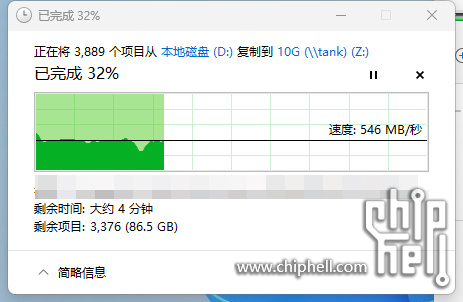 已完成 32%
正在将 3,889 个项目从 本地磁盘 (D:) 复制到 10G (\\tank) (Z:)
已完成 32%
速度: 546 MB/秒
剩余时间: 大约 4 分钟
剩余项目: 3,376 (86.5 GB)
简略信息
www.chiphell.com
chip
hell